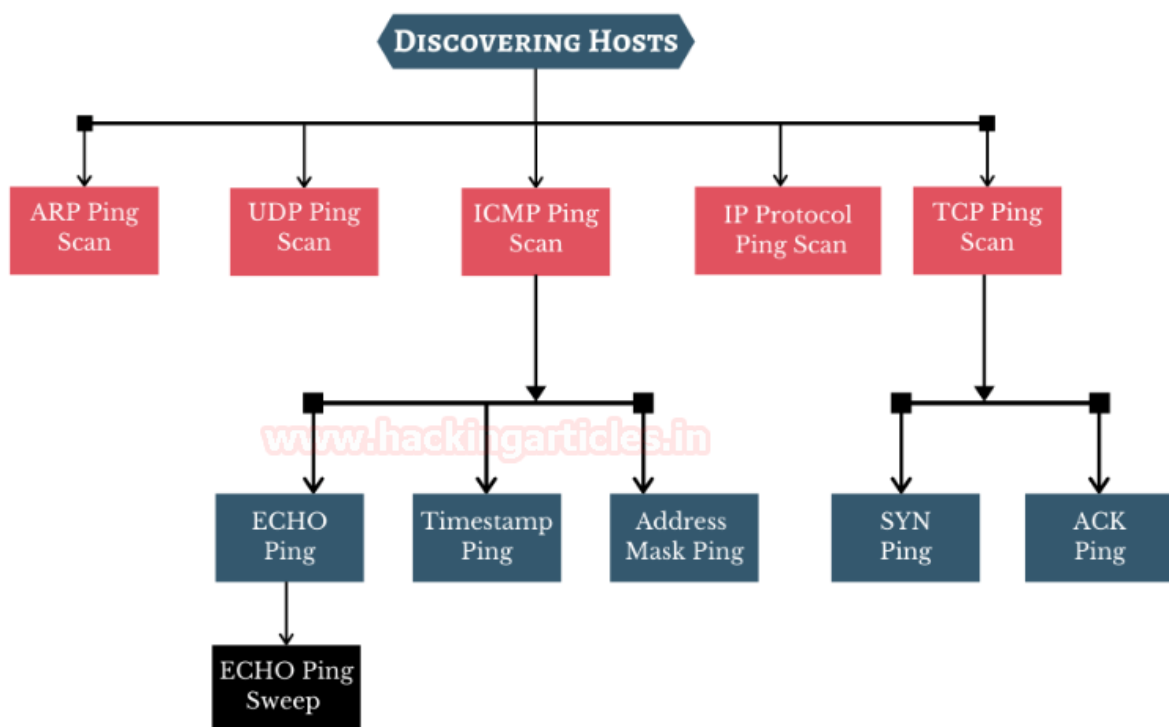 DISCOVERING HOSTS
ARP Ping
Scan
UDP Ping
Scan
ICMP Ping
Scan
IP Protocol
Ping Scan
TCP Ping
Scan
www.hackingarticles.in
ECHO
Ping
Timestamp
Ping
Address
Mask Ping
SYN
Ping
ACK
Ping
ECHO Ping
Sweep